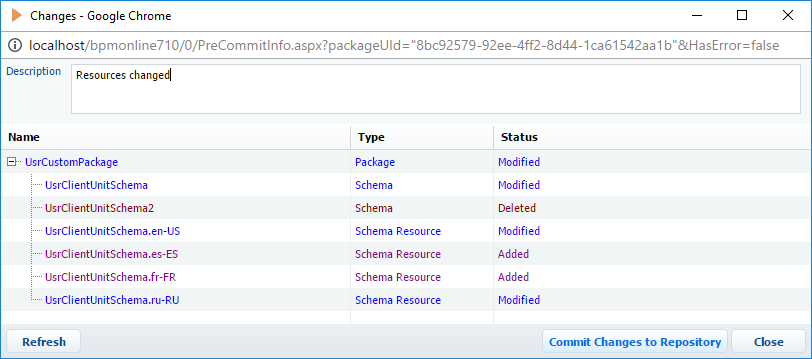 Changes - Google Chrome
localhost/bpmonline710/0/PreCommitInfo.aspx?packageUId="8bc92579-92ee-4ff2-8d44-1ca61542aa1b"&HasError=false
Description Resources changed
Name Type Status
UsrCustomPackage Package Modified
UsrClientUnitSchema Schema Modified
UsrClientUnitSchema2 Schema Deleted
UsrClientUnitSchema.en-US Schema Resource Modified
UsrClientUnitSchema.es-ES Schema Resource Added
UsrClientUnitSchema.fr-FR Schema Resource Added
UsrClientUnitSchema.ru-RU Schema Resource Modified
Refresh Commit Changes to Repository Close